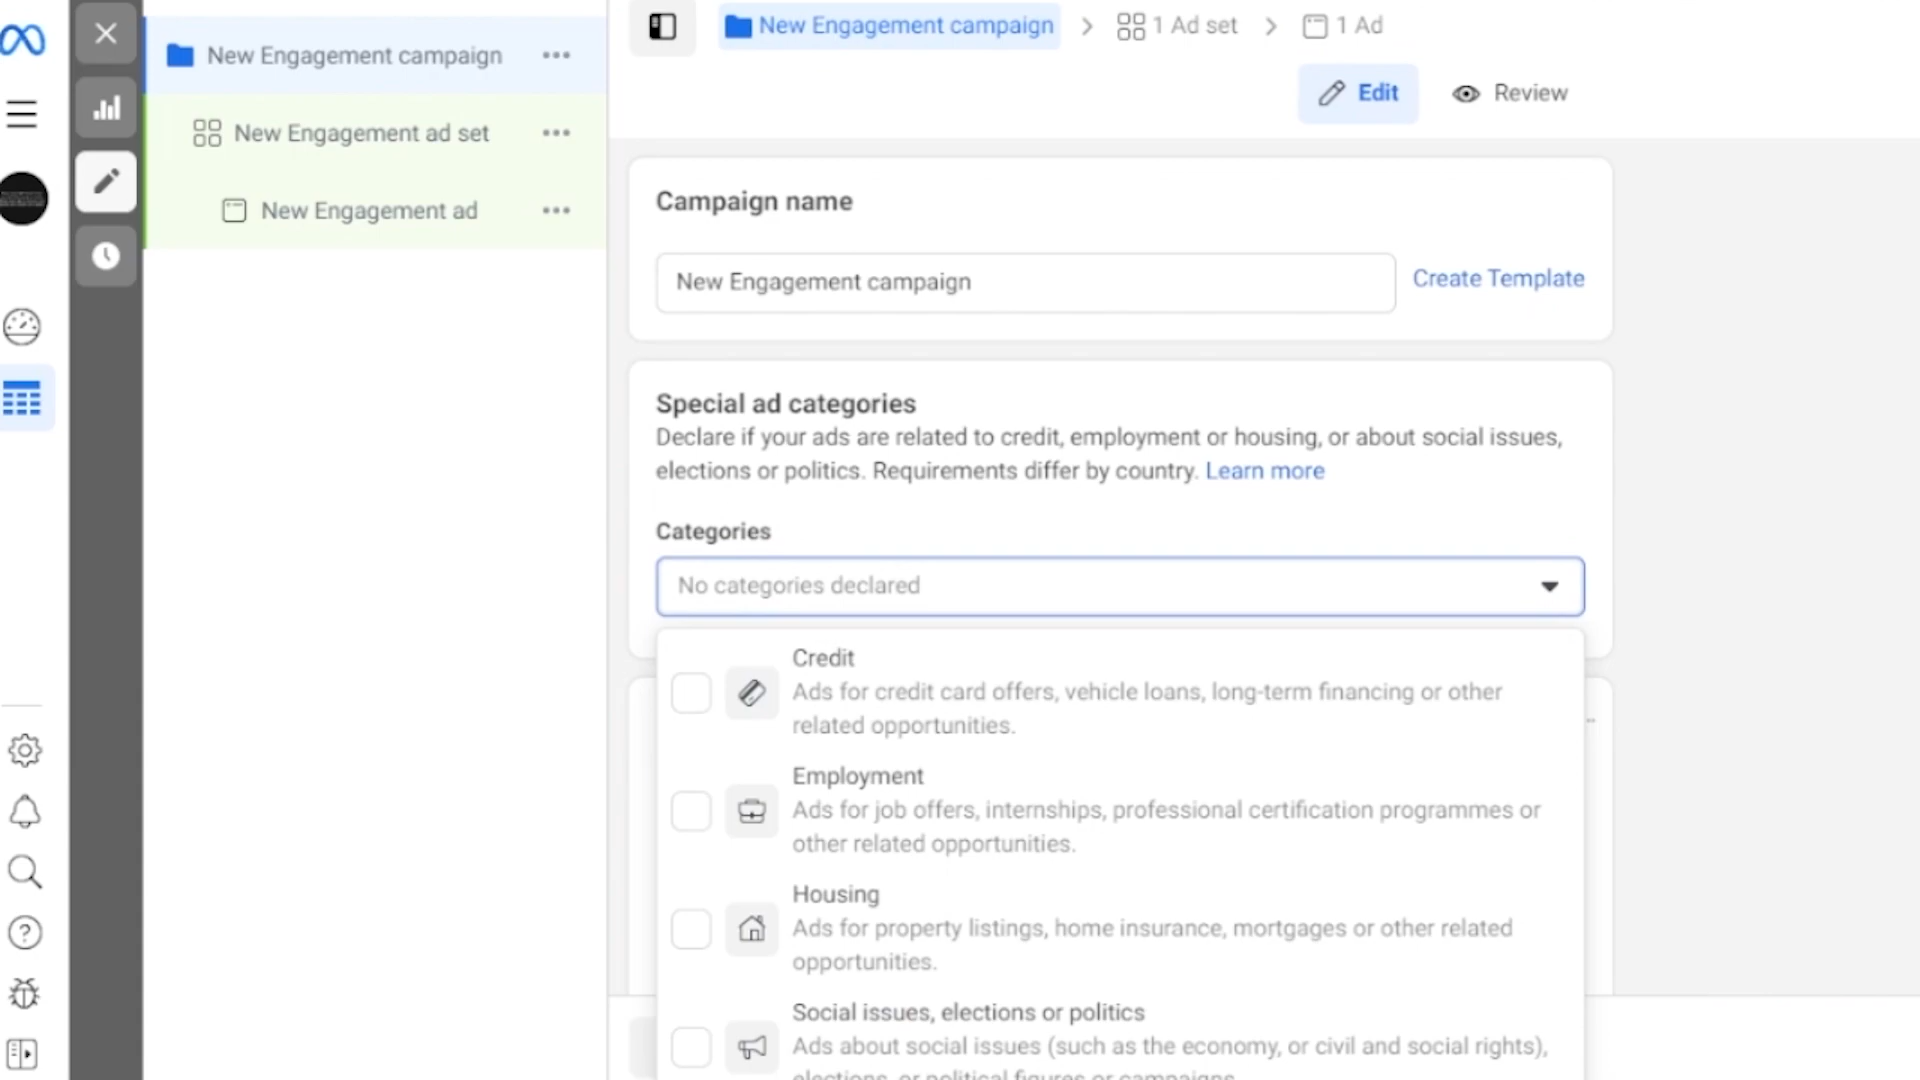 New Engagement campaign
New Engagement ad set
New Engagement ad
New Engagement campaign
1 Ad set
1 Ad
Edit
Review
Campaign name
New Engagement campaign
Create Template
Special ad categories
Declare if your ads are related to credit, employment or housing, or about social issues,
elections or politics. Requirements differ by country. Learn more
Categories
No categories declared
Credit
Ads for credit card offers, vehicle loans, long-term financing or other
related opportunities.
Employment
Ads for job offers, internships, professional certification programmes or
other related opportunities.
Housing
Ads for property listings, home insurance, mortgages or other related
opportunities.
Social issues, elections or politics
Ads about social issues (such as the economy, or civil and social rights),
elections, or political figures or campaigns.